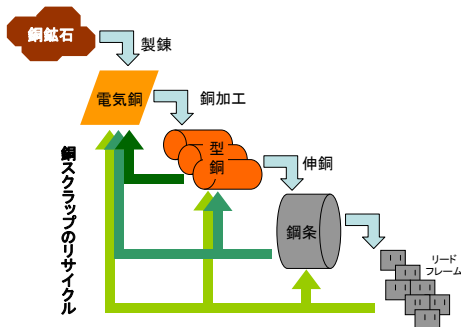 銅鉱石
製錬
電気銅
銅加工
型
銅
伸銅
鋼条
リード
フレーム
銅スクラップのリサイクル